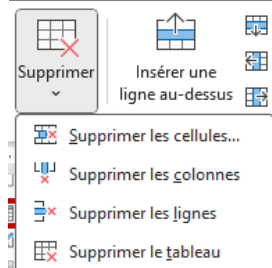 Supprimer
Insérer une
ligne au-dessus
Supprimer les cellules...
Supprimer les colonnes
Supprimer les lignes
Supprimer le tableau